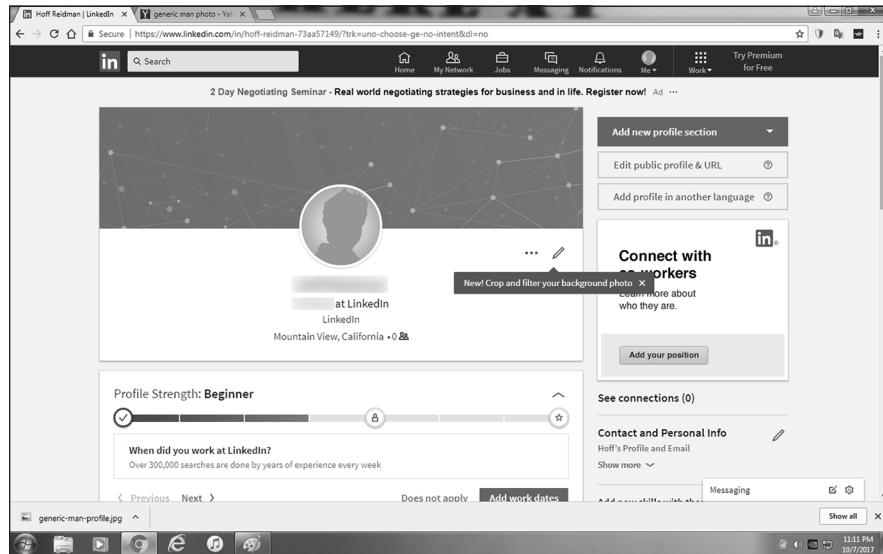 Hoff Reidman | LinkedIn
generic man photo - Yah
Secure | https://www.linkedin.com/in/hoff-reidman-73aa57149/?trk=uno-choose-ge-no-intent&dl=no
in
Search
Home
My Network
Jobs
Messaging
Notifications
Me
Work
Try Premium
for Free
2 Day Negotiating Seminar - Real world negotiating strategies for business and in life. Register now! Ad ...
Add new profile section
Edit public profile & URL
Add profile in another language
in
Connect with
co-workers
Learn more about
who they are.
Add your position
New! Crop and filter your background photo
at LinkedIn
LinkedIn
Mountain View, California • 0
Profile Strength: Beginner
When did you work at LinkedIn?
Over 300,000 searches are done by years of experience every week
Previous Next
Does not apply
Add work dates
See connections (0)
Contact and Personal Info
Hoff's Profile and Email
Show more
Messaging
generic-man-profile.jpg
Show all
11:11 PM
10/7/2017